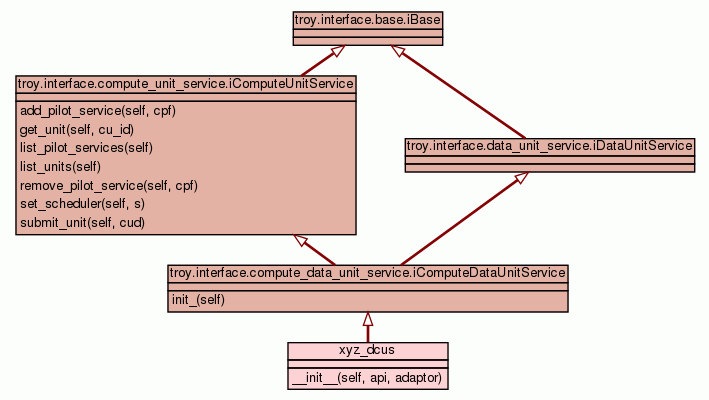 troy.interface.base.iBase
troy.interface.compute_unit_service.iComputeUnitService
add_pilot_service(self, cpf)
get_unit(self, cu_id)
list_pilot_services(self)
list_units(self)
remove_pilot_service(self, cpf)
set_scheduler(self, s)
submit_unit(self, cud)
troy.interface.data_unit_service.iDataUnitService
troy.interface.compute_data_unit_service.iComputeDataUnitService
init_(self)
xyz_dcus
__init__(self, api, adaptor)